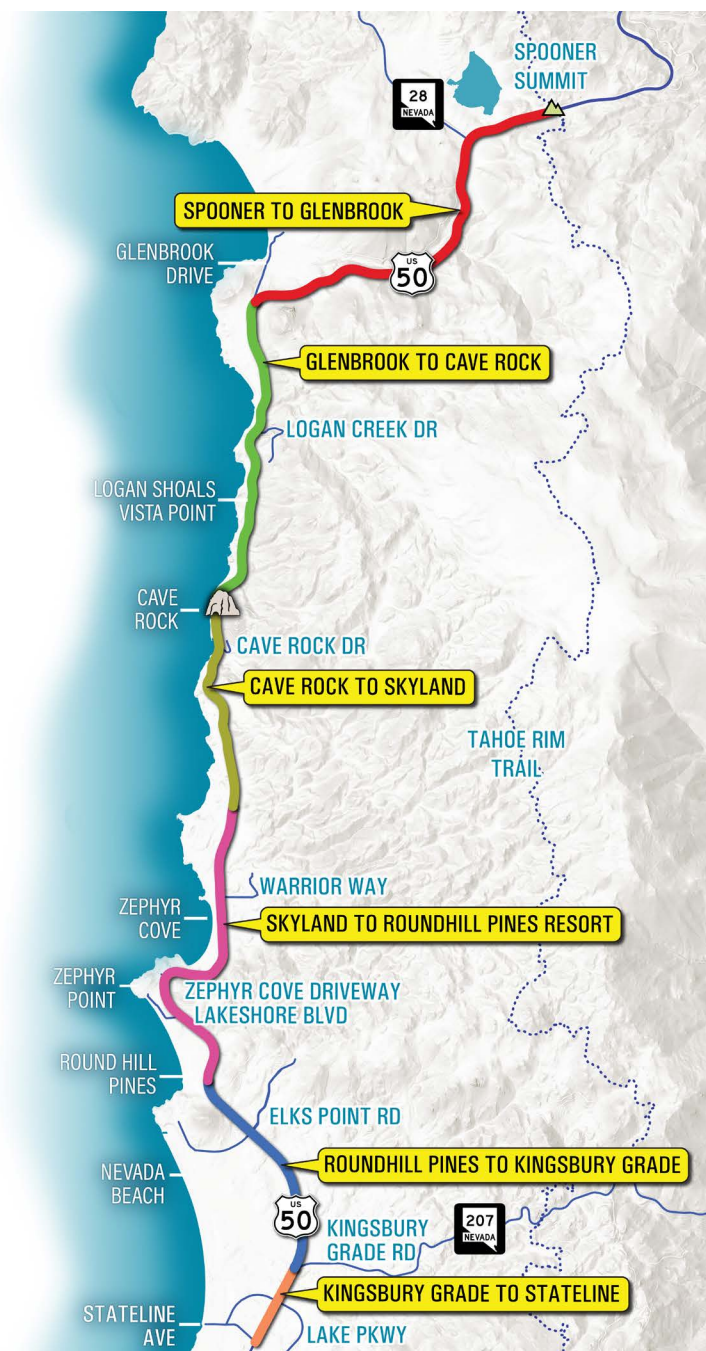 SPOONER
SUMMIT
28
NEVADA
SPOONER TO GLENBROOK
GLENBROOK
DRIVE
US
50
GLENBROOK TO CAVE ROCK
LOGAN CREEK DR
LOGAN SHOALS
VISTA POINT
CAVE
ROCK
CAVE ROCK DR
CAVE ROCK TO SKYLAND
TAHOE RIM
TRAIL
WARRIOR WAY
ZEPHYR
COVE
SKYLAND TO ROUNDHILL PINES RESORT
ZEPHYR
POINT
ZEPHYR COVE DRIVEWAY
LAKESHORE BLVD
ROUND HILL
PINES
ELKS POINT RD
ROUNDHILL PINES TO KINGSBURY GRADE
NEVADA
BEACH
US
50
207
NEVADA
KINGSBURY
GRADE RD
KINGSBURY GRADE TO STATELINE
STATELINE
AVE
LAKE PKWY